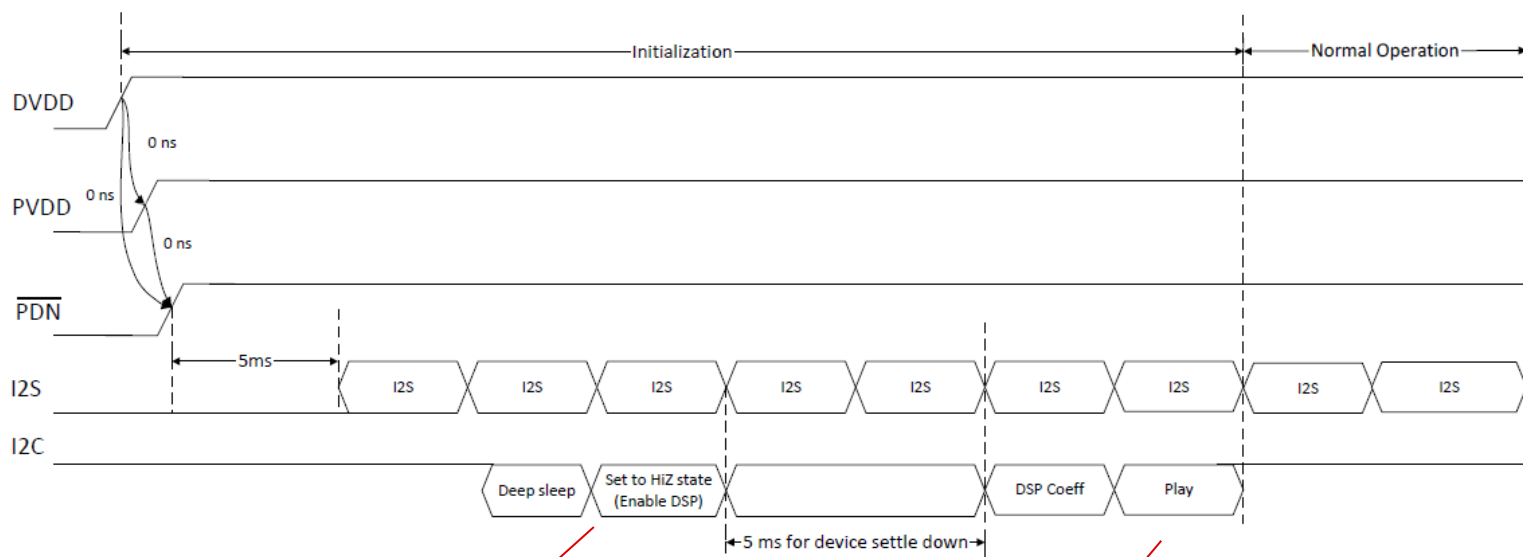 Initialization
Normal Operation
DVDD
0 ns
0 ns
PVDD
0 ns
PDN
5ms
I2S
I2S
I2S
I2S
I2S
I2S
I2S
I2S
I2S
I2S
I2C
Deep sleep
Set to HiZ state
(Enable DSP)
DSP Coeff
Play
5 ms for device settle down